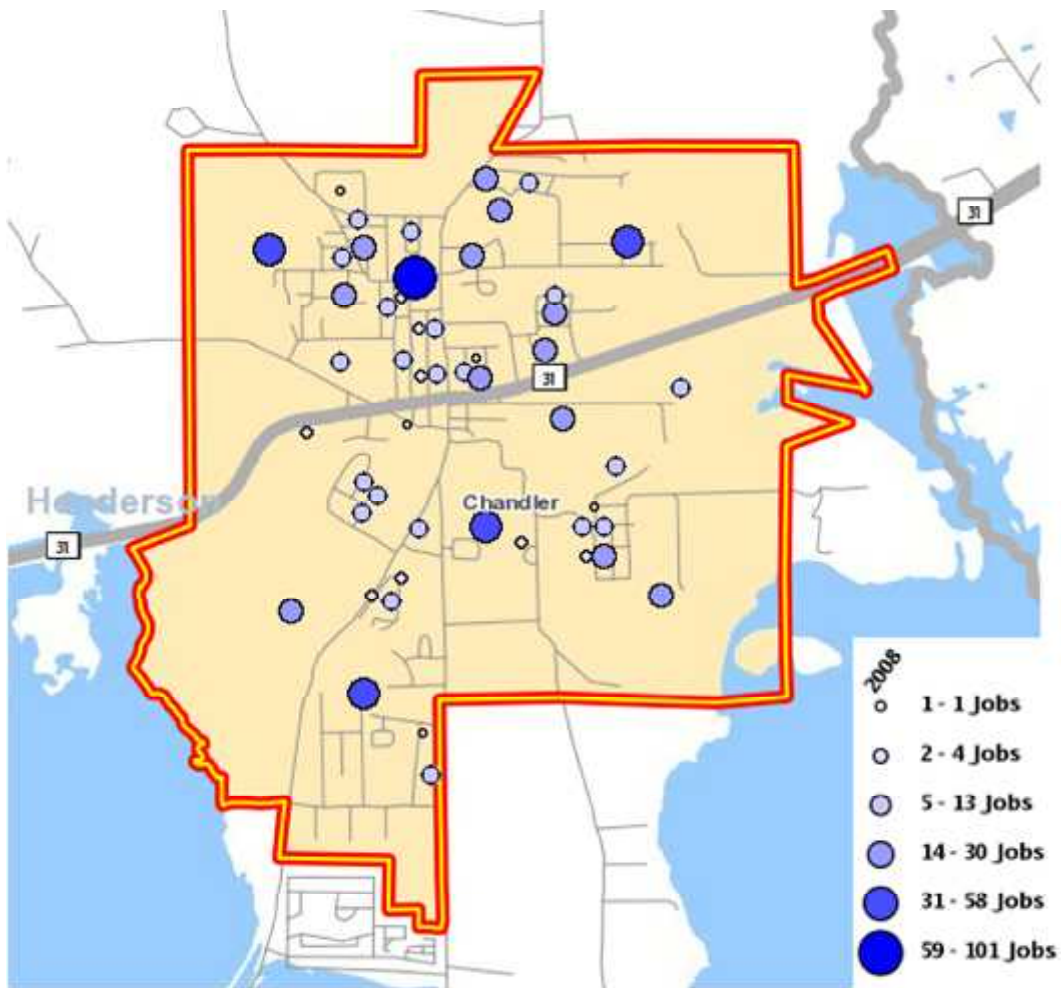 31
31
Henderson
Chandler
31
2008
1 - 1 Jobs
2 - 4 Jobs
5 - 13 Jobs
14 - 30 Jobs
31 - 58 Jobs
59 - 101 Jobs